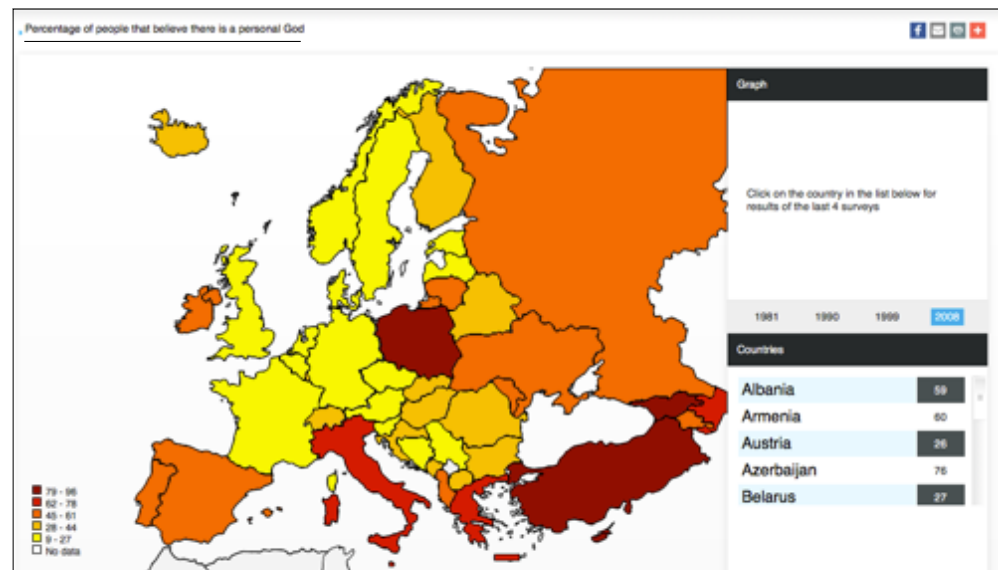 Percentage of people that believe there is a personal God
Graph
Click on the country in the list below for
results of the last 4 surveys
1981 1990 1999 2008
Countries
Albania 59
Armenia 60
Austria 26
Azerbaijan 76
Belarus 27
79 - 96
62 - 78
45 - 61
28 - 44
9 - 27
No data